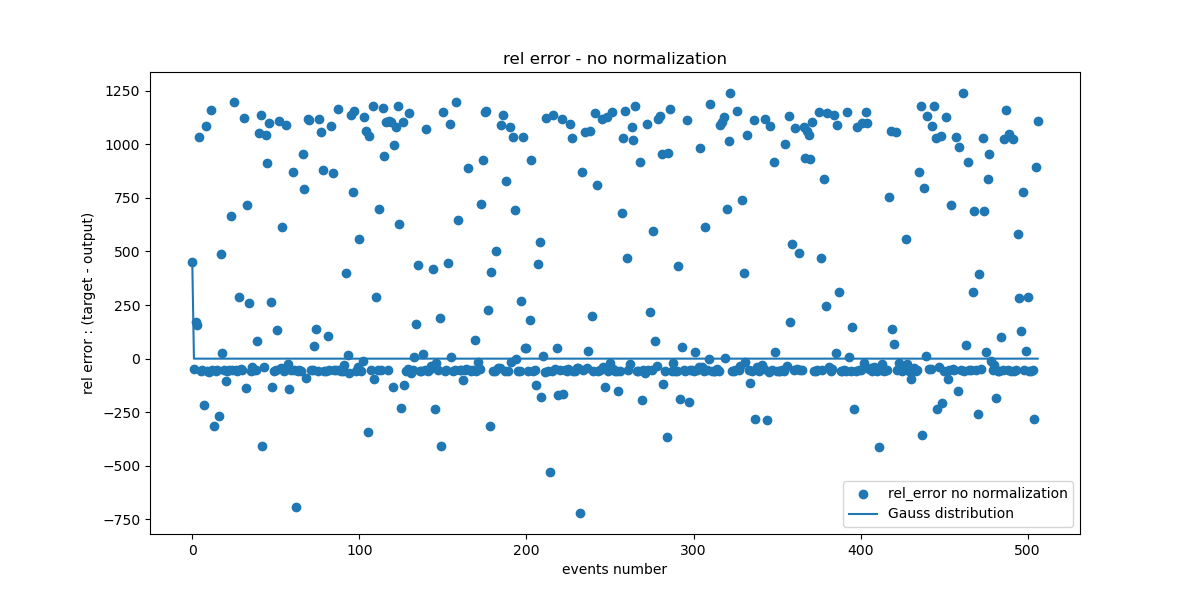 rel error - no normalization
rel error : (target - output)
1250
1000
750
500
250
0
−250
−500
−750
0 100 200 300 400 500
events number
rel_error no normalization
Gauss distribution